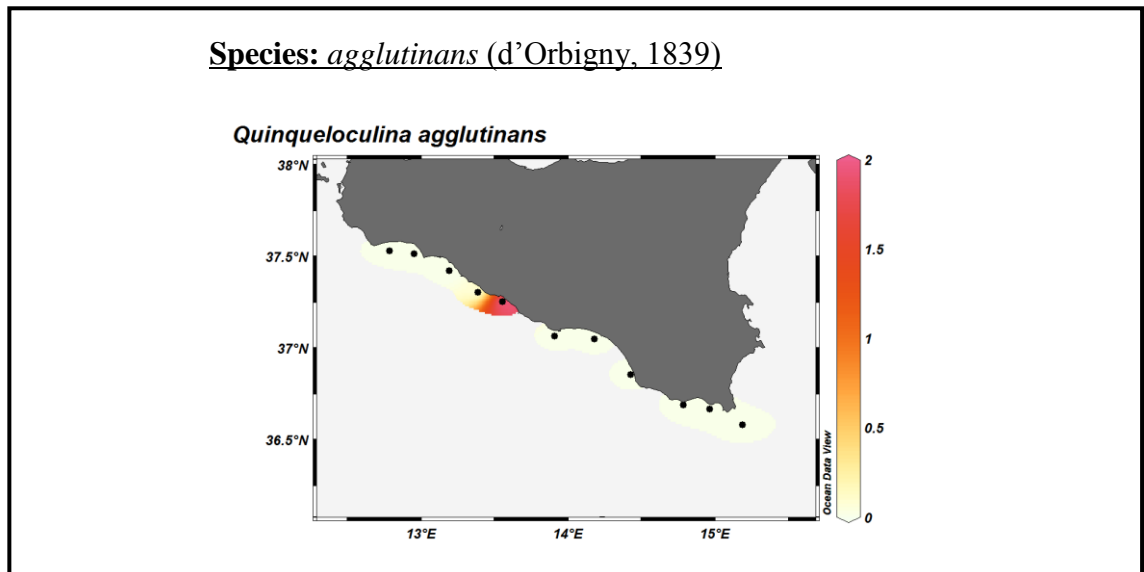 Species: agglutinans (d’Orbigny, 1839)
Quinqueloculina agglutinans
38°N
37.5°N
37°N
36.5°N
13°E
14°E
15°E
2
1.5
1
0.5
0
Ocean Data View